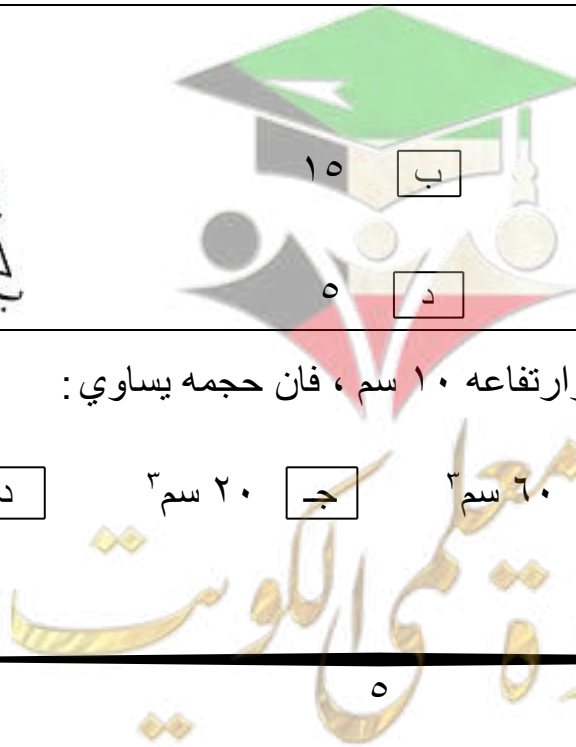 ب ١٥
د ٥
وارتفاعه ١٠ سم ، فان حجمه يساوي :
٦٠ سم٣ جـ ٢٠ سم٣ د
٥